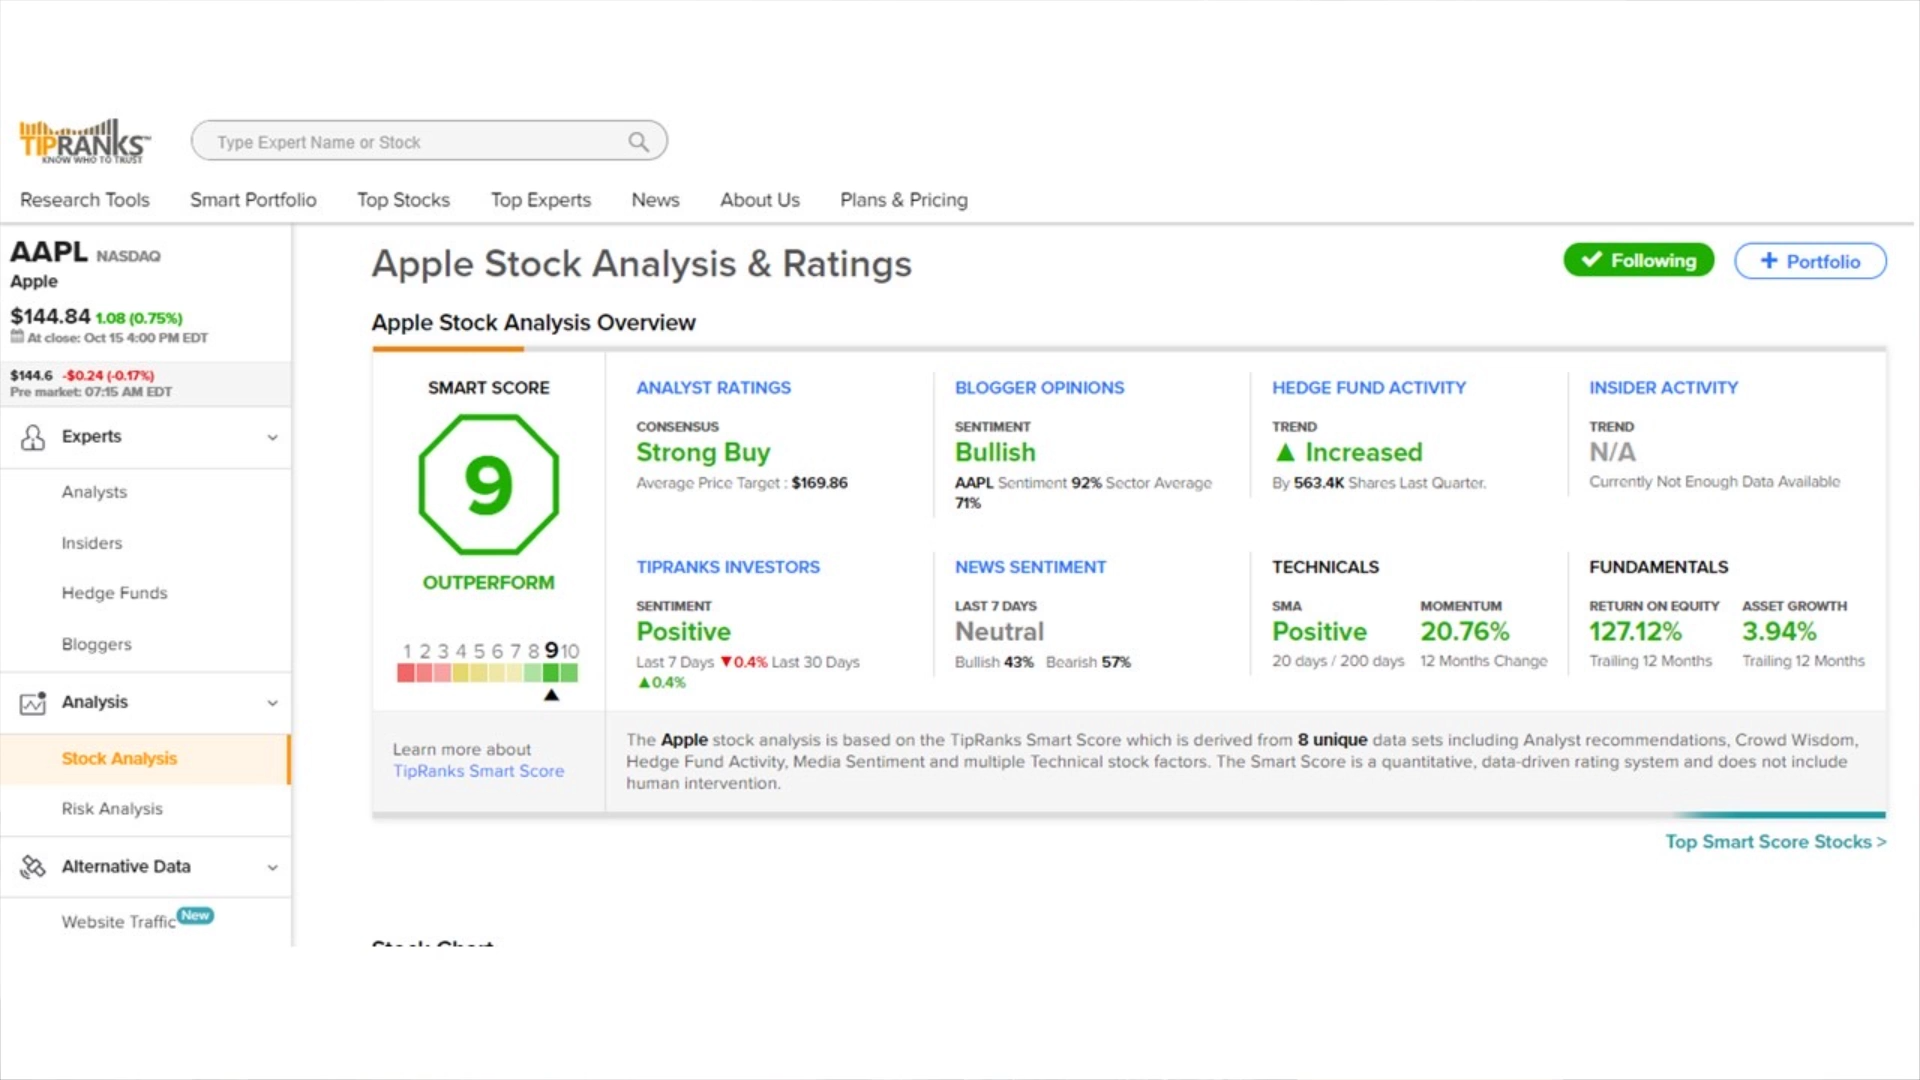 TIPRANKS™
KNOW WHO TO TRUST
Type Expert Name or Stock
Research Tools Smart Portfolio Top Stocks Top Experts News About Us Plans & Pricing
AAPL NASDAQ
Apple
$144.84 1.08 (0.75%)
At close: Oct 15 4:00 PM EDT
$144.6 -$0.24 (-0.17%)
Pre market: 07:15 AM EDT
Experts
Analysts
Insiders
Hedge Funds
Bloggers
Analysis
Stock Analysis
Risk Analysis
Alternative Data
Website Traffic New
Apple Stock Analysis & Ratings
Following
+ Portfolio
Apple Stock Analysis Overview
SMART SCORE
9
OUTPERFORM
1 2 3 4 5 6 7 8 9 10
Learn more about
TipRanks Smart Score
ANALYST RATINGS
CONSENSUS
Strong Buy
Average Price Target : $169.86
BLOGGER OPINIONS
SENTIMENT
Bullish
AAPL Sentiment 92% Sector Average
71%
HEDGE FUND ACTIVITY
TREND
▲ Increased
By 563.4K Shares Last Quarter.
INSIDER ACTIVITY
TREND
N/A
Currently Not Enough Data Available
TIPRANKS INVESTORS
SENTIMENT
Positive
Last 7 Days ▼0.4% Last 30 Days
▲0.4%
NEWS SENTIMENT
LAST 7 DAYS
Neutral
Bullish 43% Bearish 57%
TECHNICALS
SMA MOMENTUM
Positive 20.76%
20 days / 200 days 12 Months Change
FUNDAMENTALS
RETURN ON EQUITY ASSET GROWTH
127.12% 3.94%
Trailing 12 Months Trailing 12 Months
The Apple stock analysis is based on the TipRanks Smart Score which is derived from 8 unique data sets including Analyst recommendations, Crowd Wisdom,
Hedge Fund Activity, Media Sentiment and multiple Technical stock factors. The Smart Score is a quantitative, data-driven rating system and does not include
human intervention.
Top Smart Score Stocks >
Stock Chart